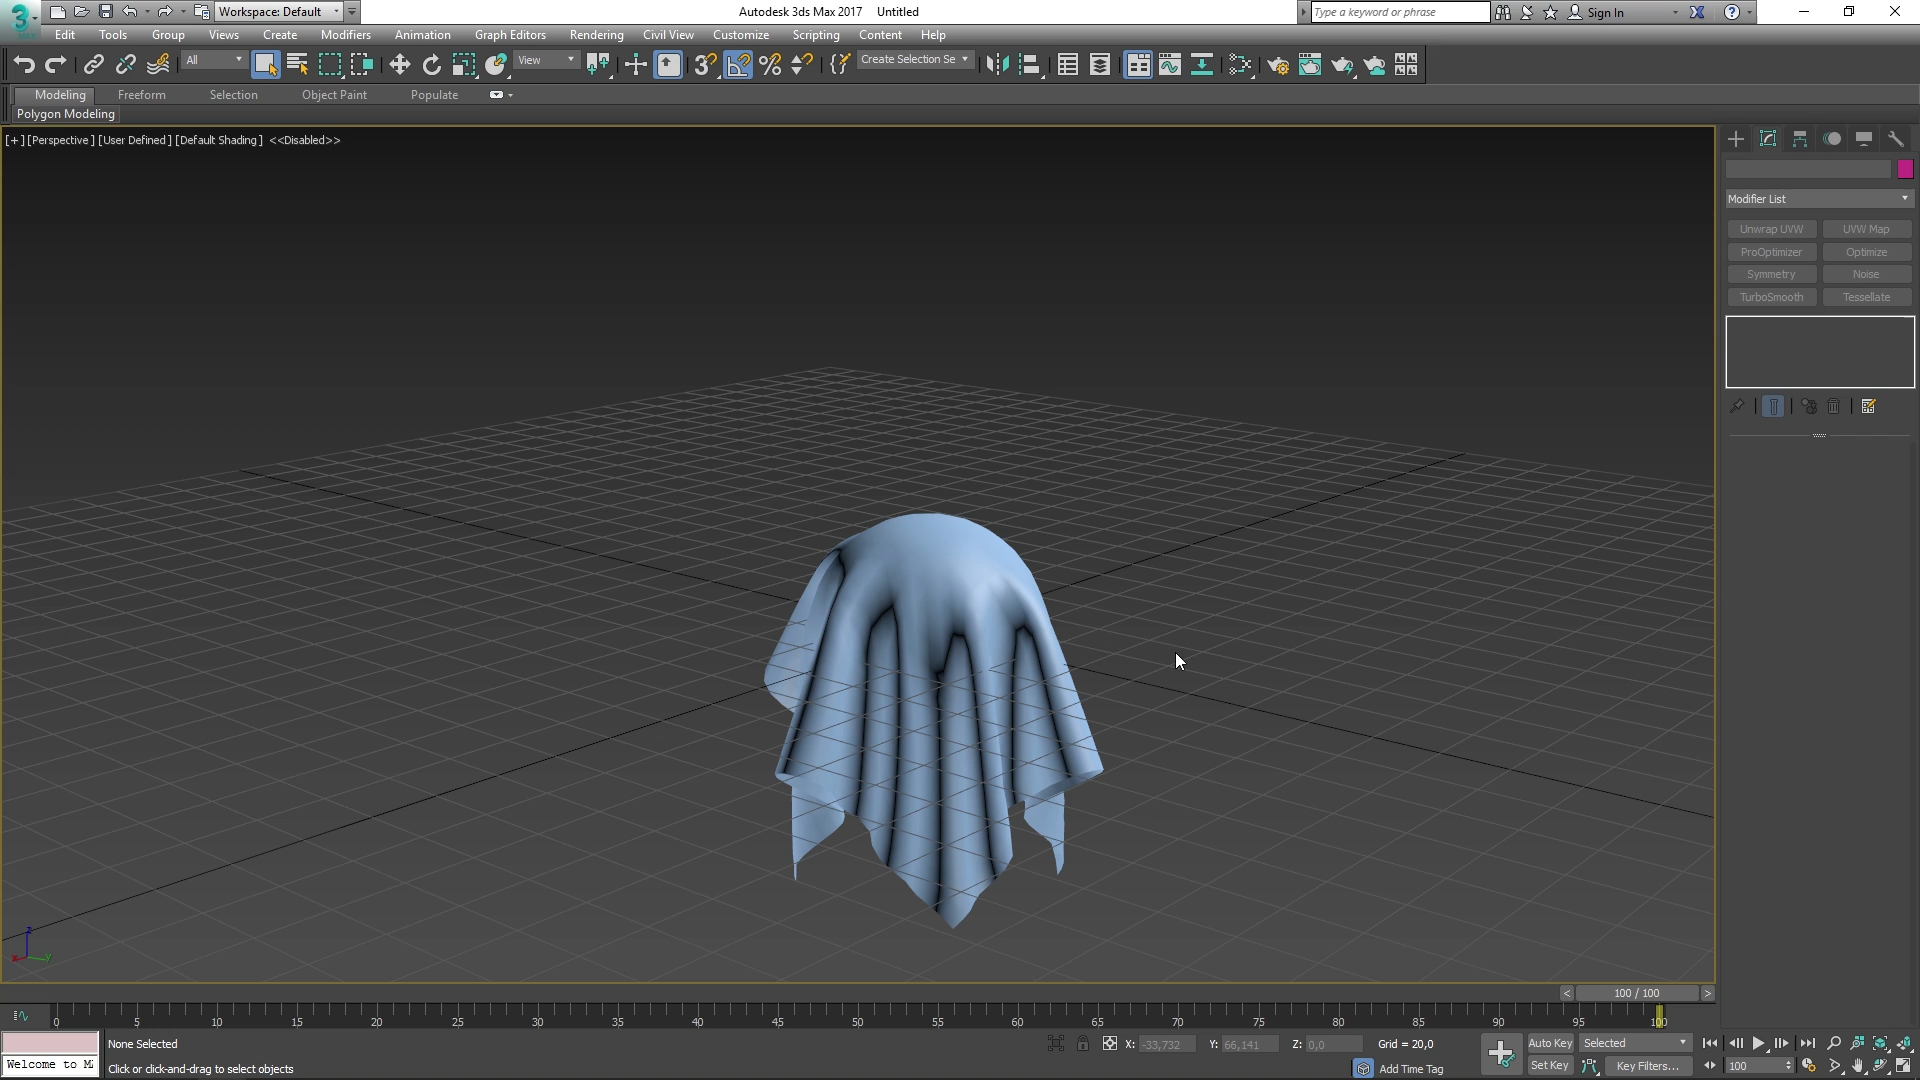 Workspace: Default
Autodesk 3ds Max 2017 Untitled
Type a keyword or phrase
Sign In
3
MAX
Edit Tools Group Views Create Modifiers Animation Graph Editors Rendering Civil View Customize Scripting Content Help
All View Create Selection Se
Modeling Freeform Selection Object Paint Populate
Polygon Modeling
[+] [Perspective] [User Defined] [Default Shading] <<Disabled>>
Modifier List
Unwrap UVW UVW Map
ProOptimizer Optimize
Symmetry Noise
TurboSmooth Tessellate
z
x y
< 100 / 100 >
0 5 10 15 20 25 30 35 40 45 50 55 60 65 70 75 80 85 90 95 100
None Selected X: -33,732 Y: 66,141 Z: 0,0 Grid = 20,0 Auto Key Selected
Welcome to Click or click-and-drag to select objects Add Time Tag Set Key Key Filters... 100